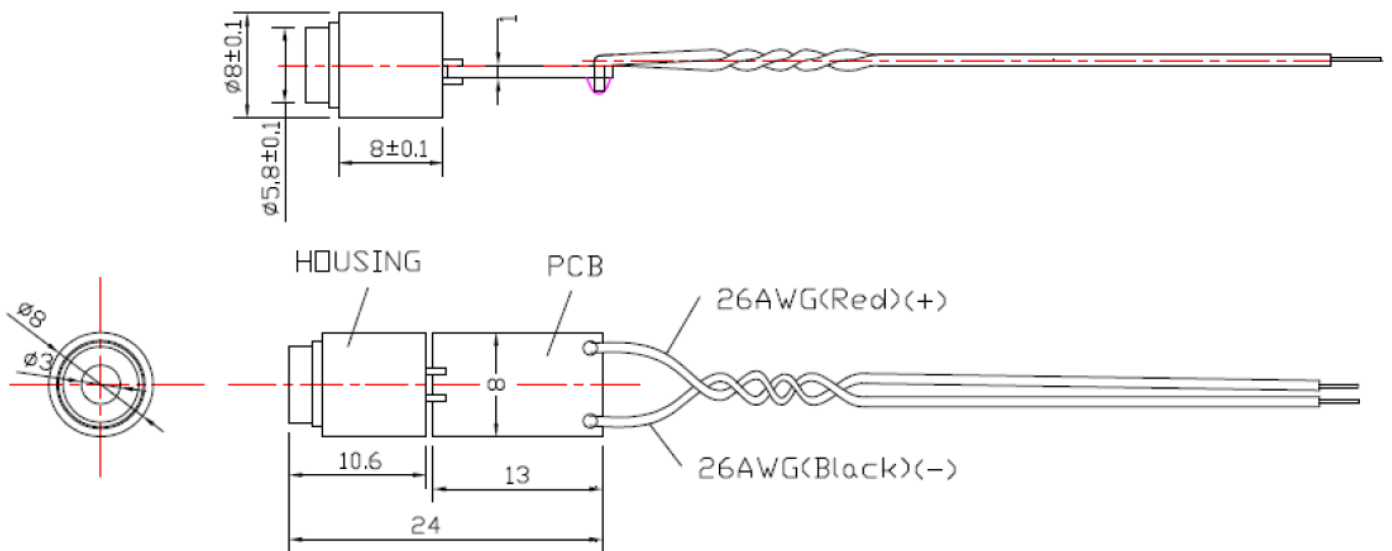 ø8±0.1
1
ø5.8±0.1
8±0.1
HOUSING
PCB
26AWG(Red)(+)
ø8
ø3
8
10.6
13
26AWG(Black)(-)
24